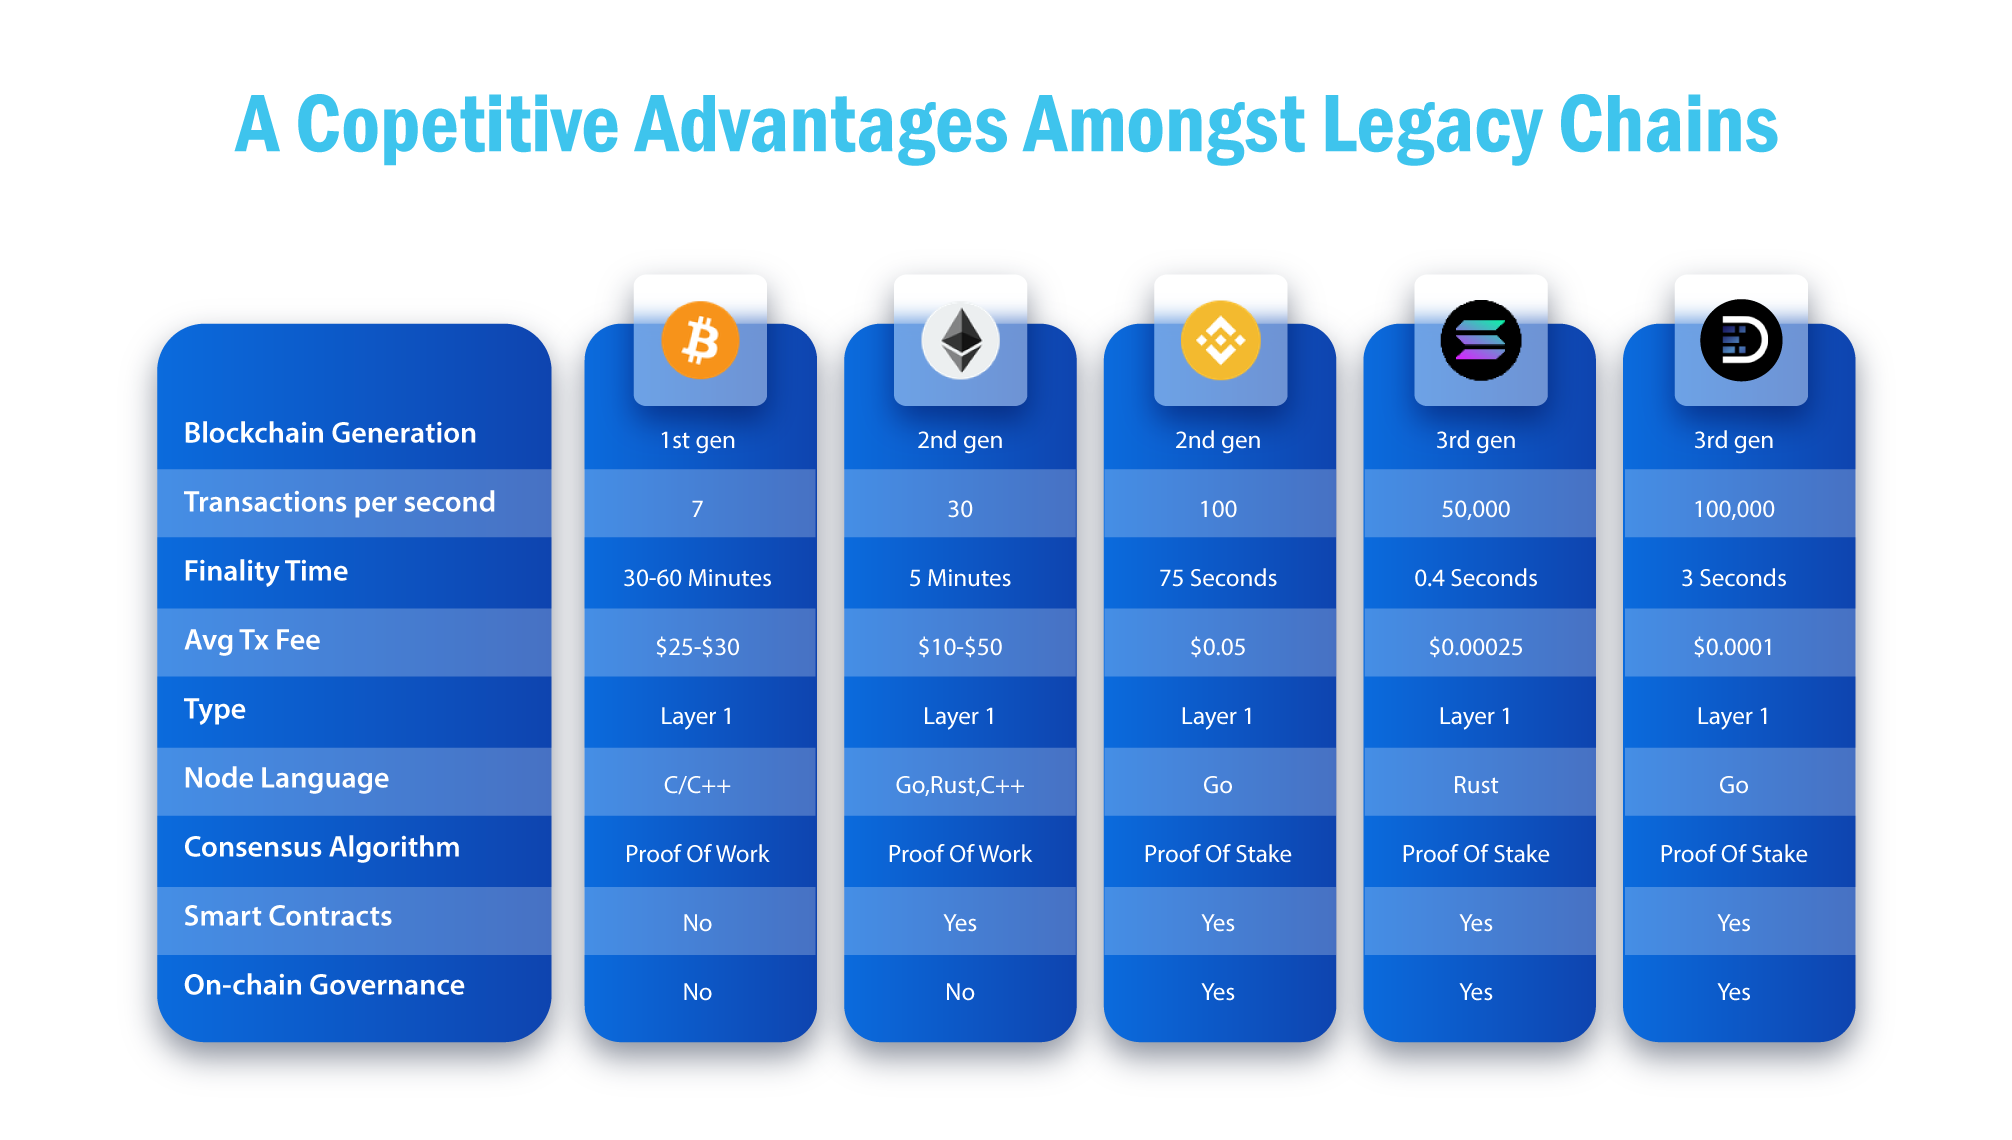 A Copetitive Advantages Amongst Legacy Chains
Blockchain Generation 1st gen 2nd gen 2nd gen 3rd gen 3rd gen
Transactions per second 7 30 100 50,000 100,000
Finality Time 30-60 Minutes 5 Minutes 75 Seconds 0.4 Seconds 3 Seconds
Avg Tx Fee $25-$30 $10-$50 $0.05 $0.00025 $0.0001
Type Layer 1 Layer 1 Layer 1 Layer 1 Layer 1
Node Language C/C++ Go,Rust,C++ Go Rust Go
Consensus Algorithm Proof Of Work Proof Of Work Proof Of Stake Proof Of Stake Proof Of Stake
Smart Contracts No Yes Yes Yes Yes
On-chain Governance No No Yes Yes Yes